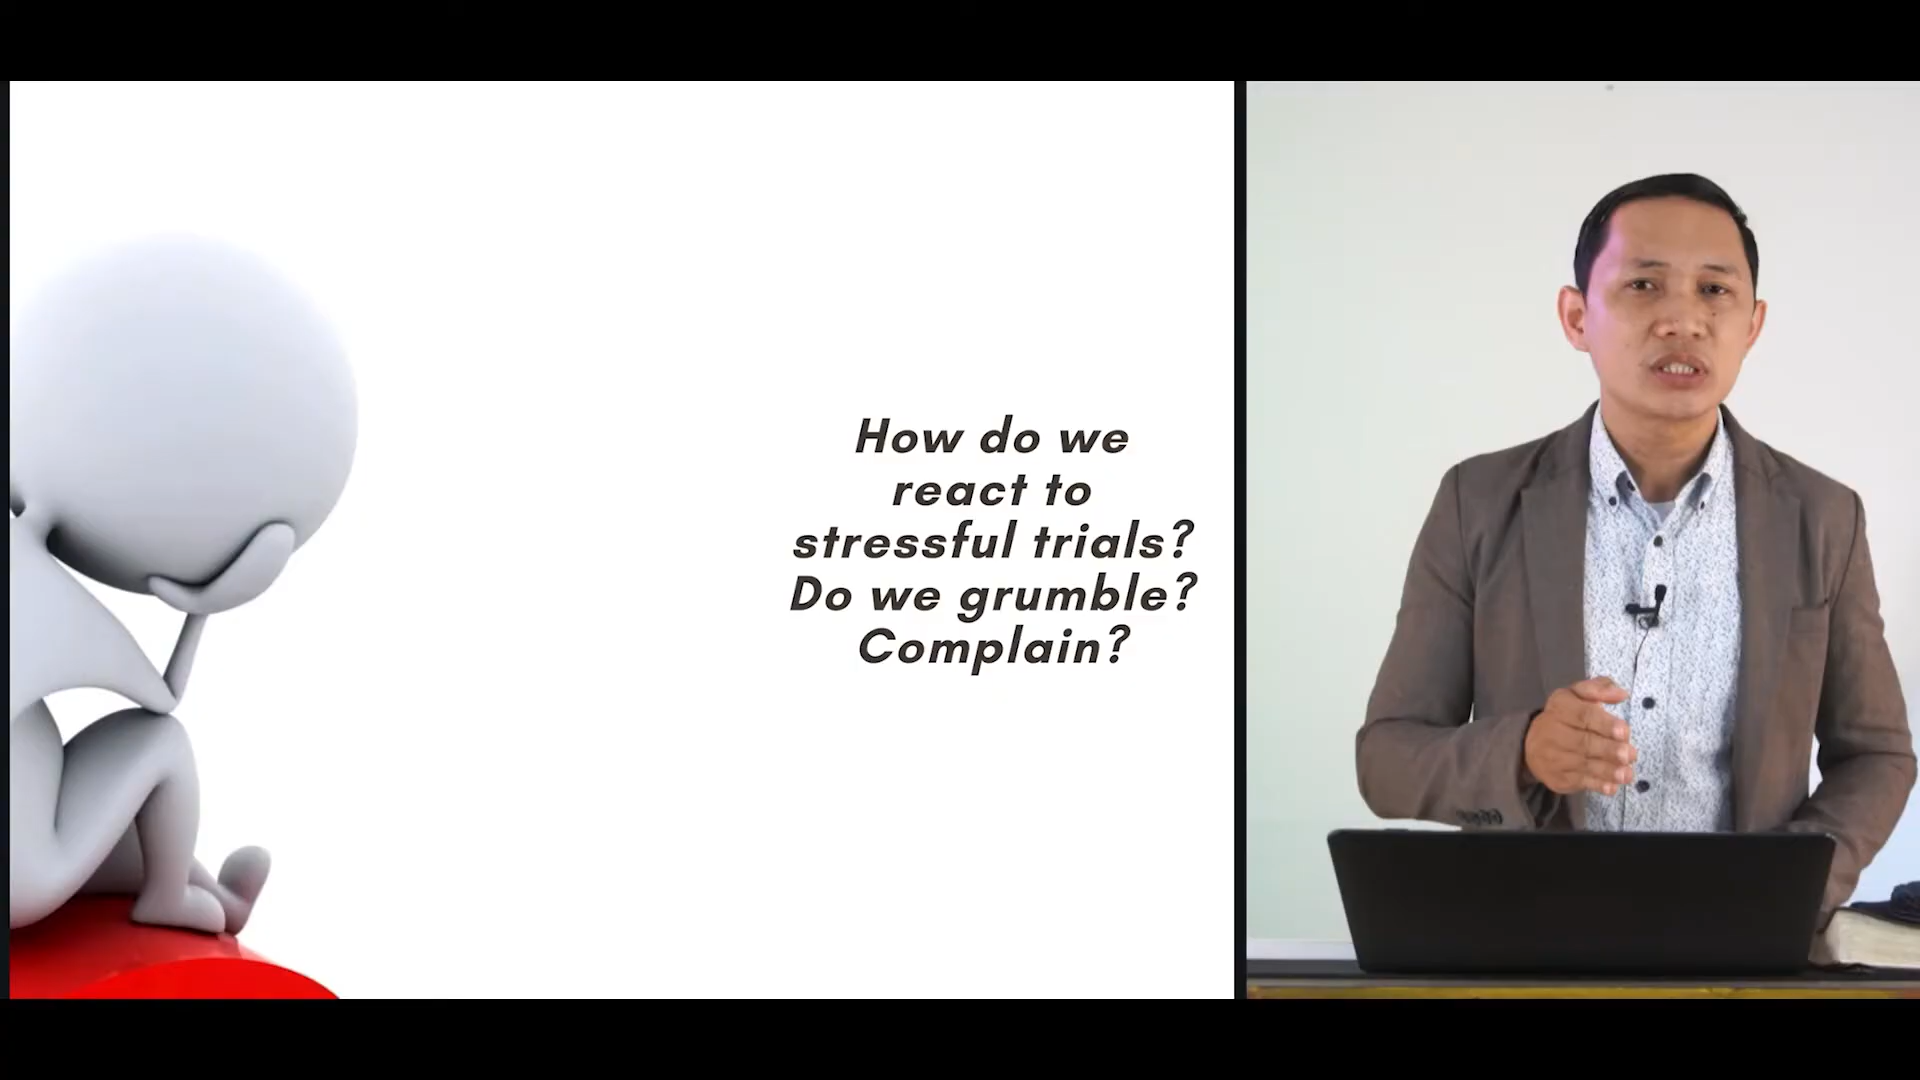 How do we
react to
stressful trials?
Do we grumble?
Complain?